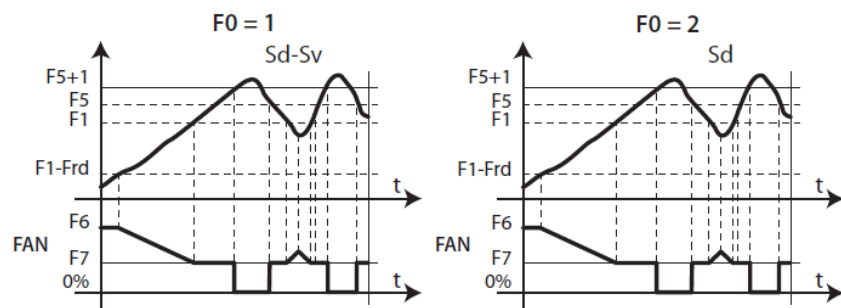 F0 = 1
Sd-Sv
F5+1
F5
F1
F1-Frd
t
F6
FAN
F7
0%
t
F0 = 2
Sd
F5+1
F5
F1
F1-Frd
t
F6
FAN
F7
0%
t